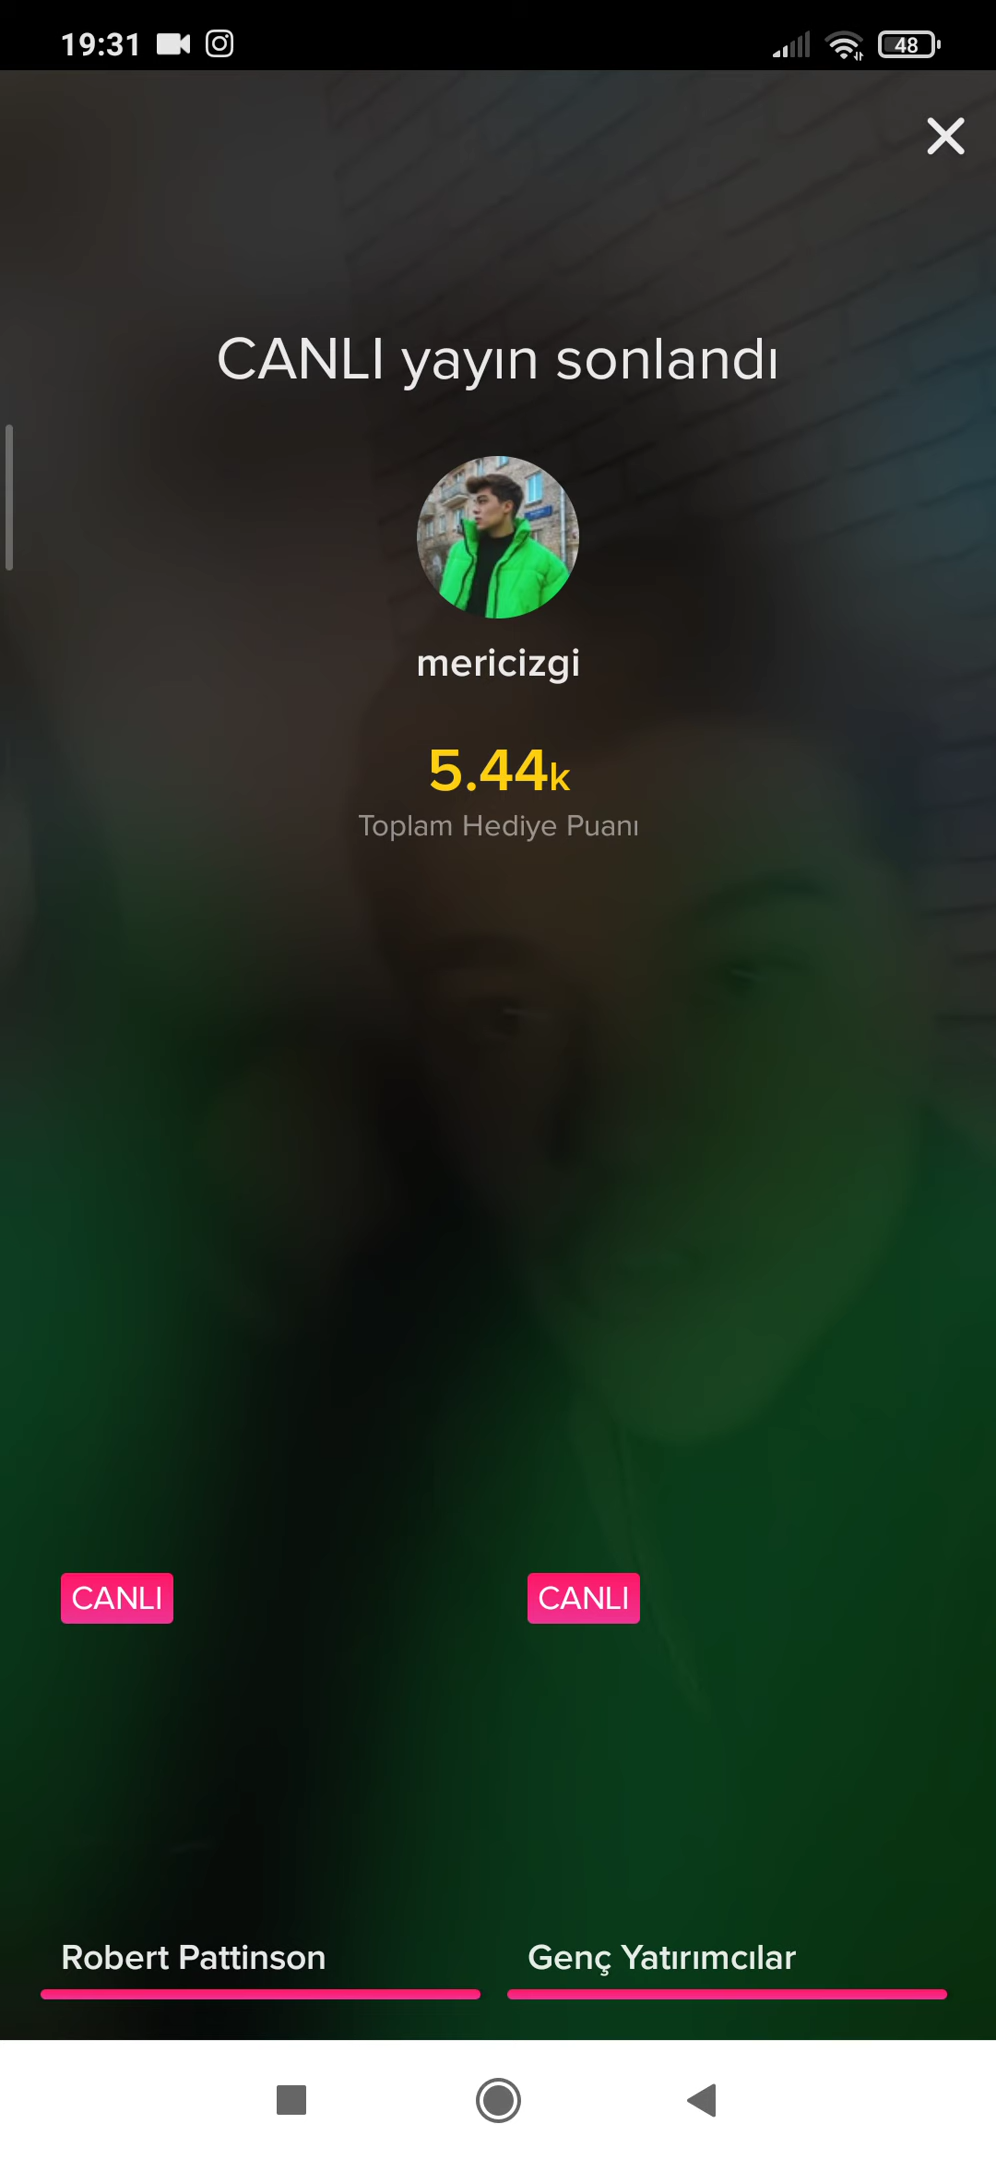 19:31
48
CANLI yayın sonlandı
mericizgi
5.44k
Toplam Hediye Puanı
CANLI
CANLI
Robert Pattinson
Genç Yatırımcılar